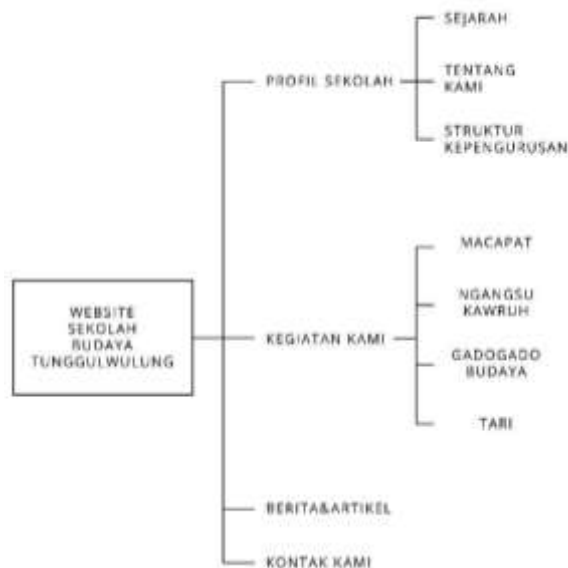 WEBSITE
SEKOLAH
BUDAYA
TUNGGULWULUNG
PROFIL SEKOLAH
SEJARAH
TENTANG
KAMI
STRUKTUR
KEPENGURUSAN
KEGIATAN KAMI
MACAPAT
NGANGSU
KAWRUH
GADOGADO
BUDAYA
TARI
BERITA&ARTIKEL
KONTAK KAMI